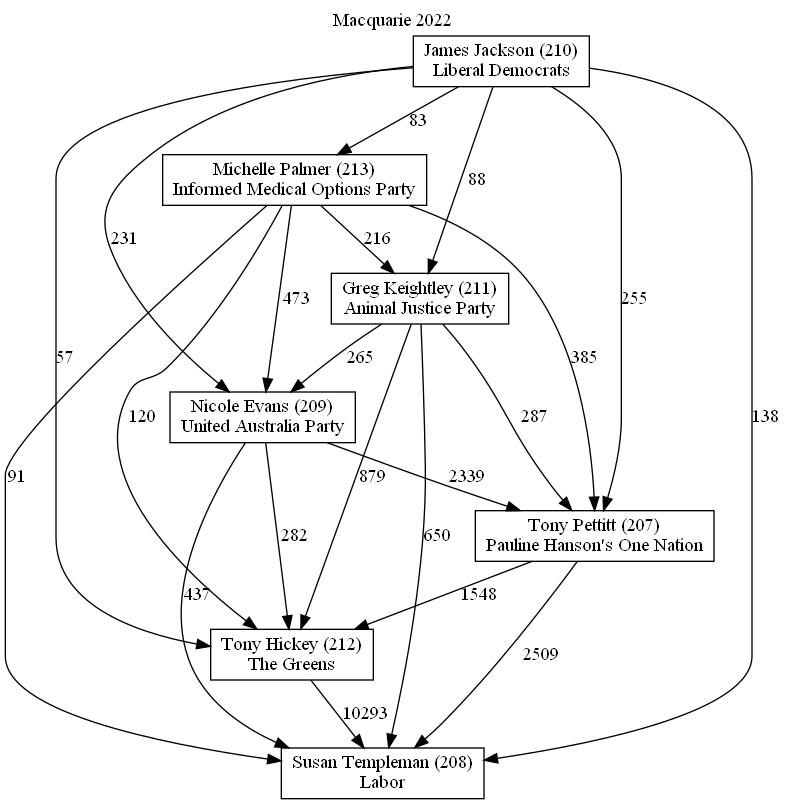 Macquarie 2022
James Jackson (210)
Liberal Democrats
83
Michelle Palmer (213)
Informed Medical Options Party
88
231
216
Greg Keightley (211)
Animal Justice Party
473
255
57
265
385
120
Nicole Evans (209)
United Australia Party
287
138
91
879
2339
282
650
Tony Pettitt (207)
Pauline Hanson's One Nation
437
1548
Tony Hickey (212)
The Greens
2509
10293
Susan Templeman (208)
Labor